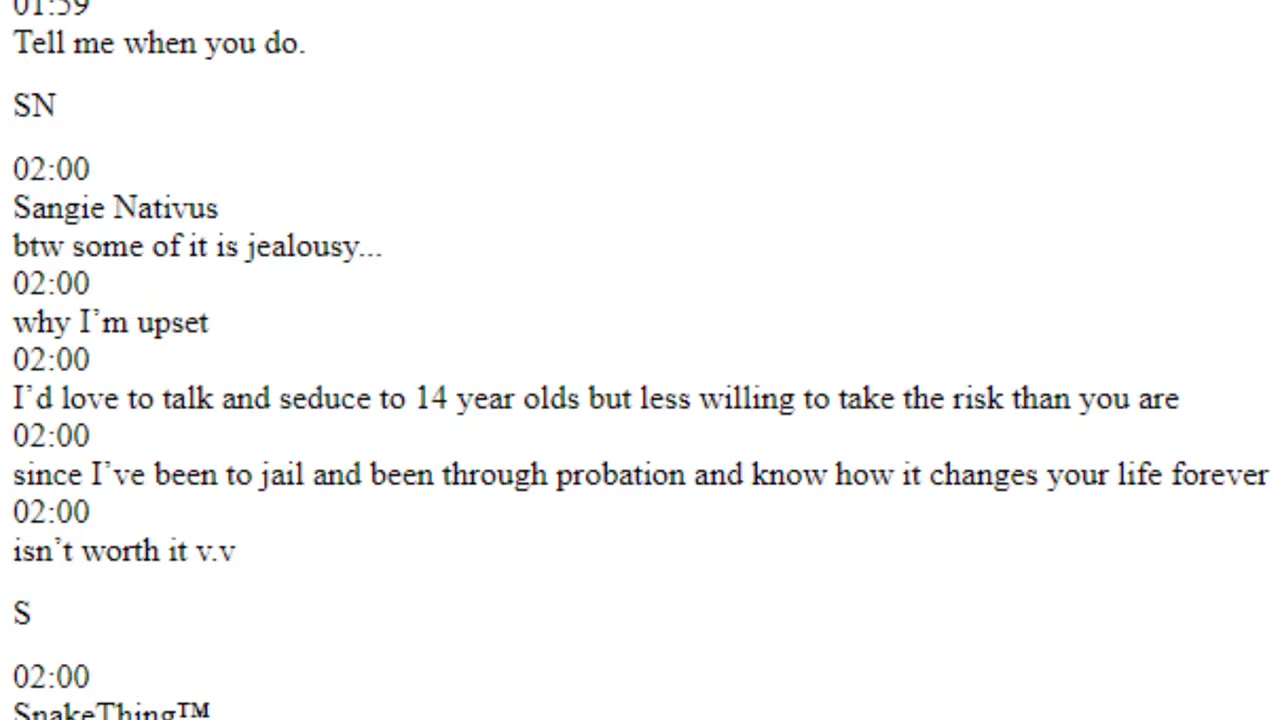 01:59
Tell me when you do.
SN
02:00
Sangie Nativus
btw some of it is jealousy...
02:00
why I’m upset
02:00
I’d love to talk and seduce to 14 year olds but less willing to take the risk than you are
02:00
since I’ve been to jail and been through probation and know how it changes your life forever
02:00
isn’t worth it v.v
S
02:00
SnakeThing™